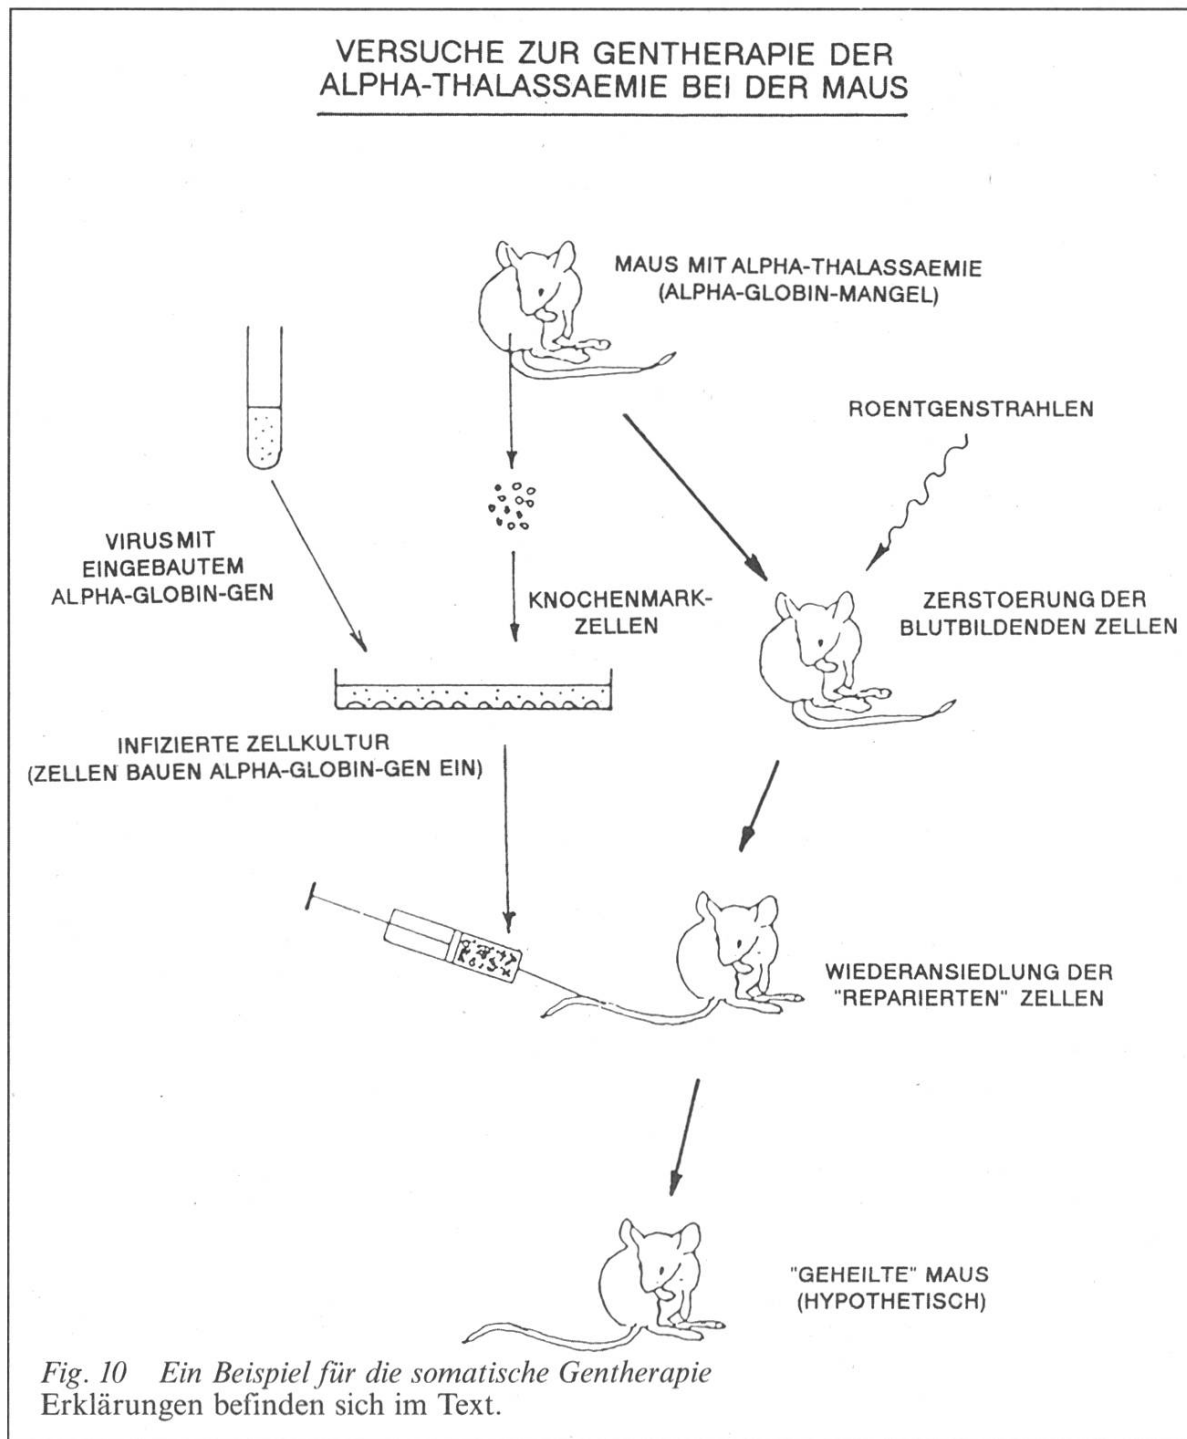 VERSUCHE ZUR GENTHERAPIE DER
ALPHA-THALASSAEMIE BEI DER MAUS
MAUS MIT ALPHA-THALASSAEMIE
(ALPHA-GLOBIN-MANGEL)
ROENTGENSTRAHLEN
VIRUS MIT
EINGEBAUTEM
ALPHA-GLOBIN-GEN
KNOCHENMARK-
ZELLEN
ZERSTOERUNG DER
BLUTBILDENDEN ZELLEN
INFIZIERTE ZELLKULTUR
(ZELLEN BAUEN ALPHA-GLOBIN-GEN EIN)
WIEDERANSIEDLUNG DER
"REPARIERTEN" ZELLEN
"GEHEILTE" MAUS
(HYPOTHETISCH)
Fig. 10 Ein Beispiel für die somatische Gentherapie
Erklärungen befinden sich im Text.